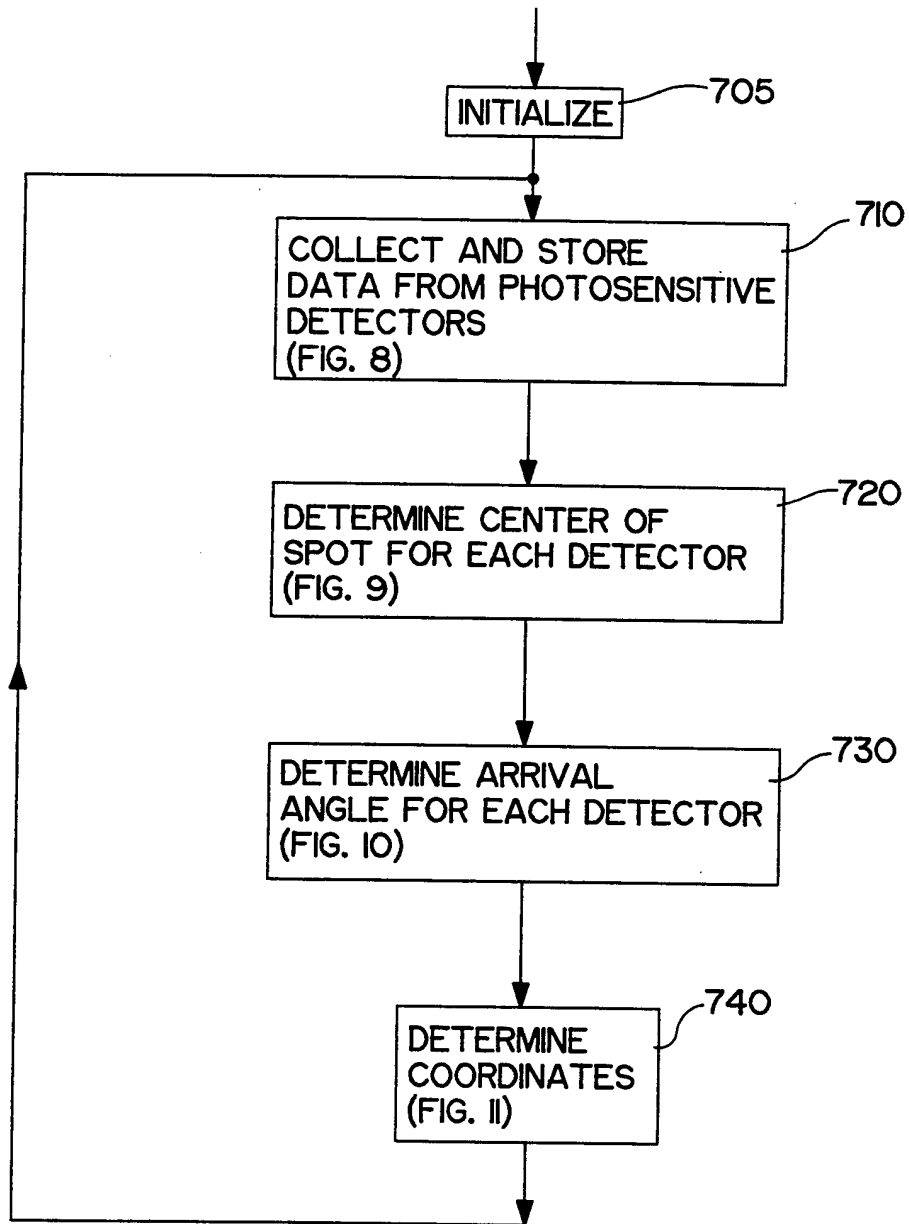 705
INITIALIZE
710
COLLECT AND STORE
DATA FROM PHOTOSENSITIVE
DETECTORS
(FIG. 8)
720
DETERMINE CENTER OF
SPOT FOR EACH DETECTOR
(FIG. 9)
730
DETERMINE ARRIVAL
ANGLE FOR EACH DETECTOR
(FIG. 10)
740
DETERMINE
COORDINATES
(FIG. 11)